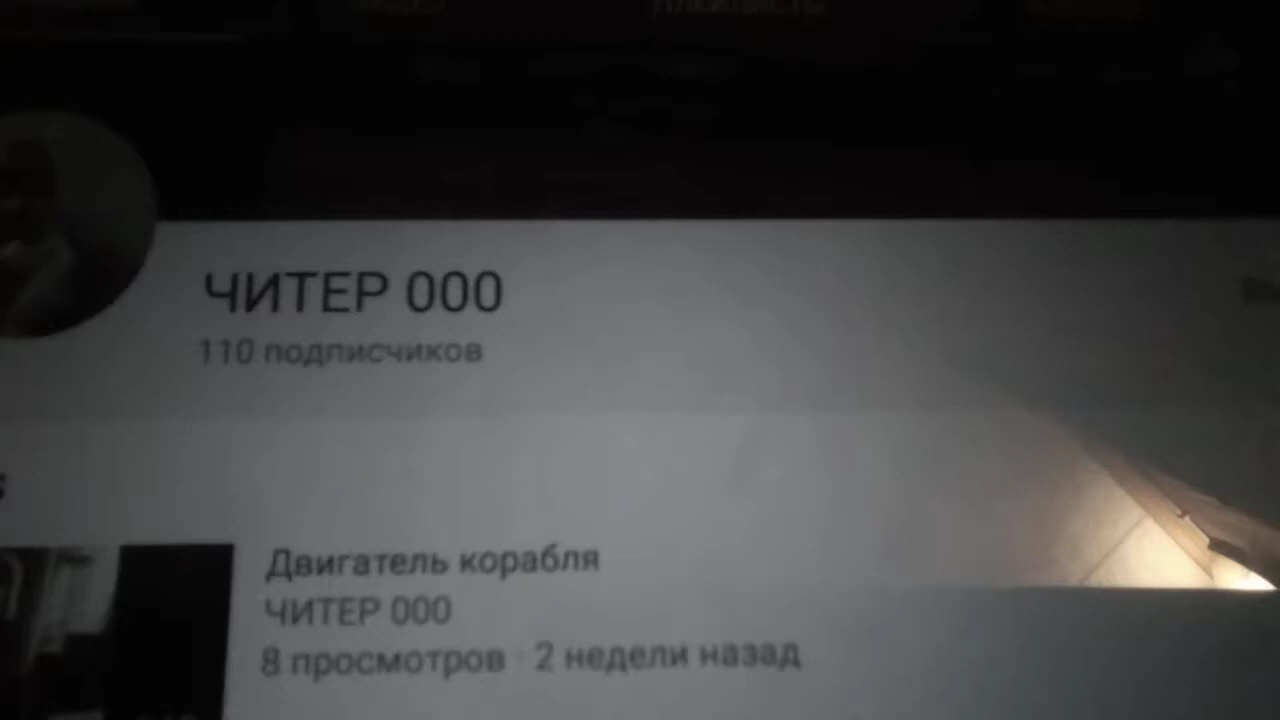 ЧИТЕР 000
110 подписчиков
Двигатель корабля
ЧИТЕР 000
8 просмотров · 2 недели назад